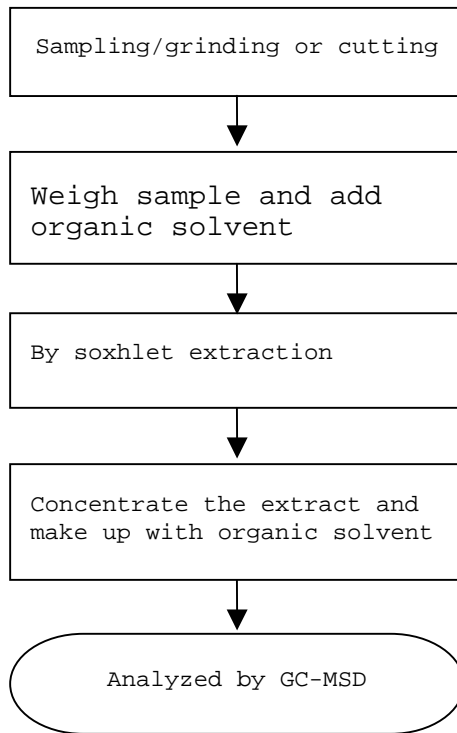 Sampling/grinding or cutting
Weigh sample and add
organic solvent
By soxhlet extraction
Concentrate the extract and
make up with organic solvent
Analyzed by GC-MSD